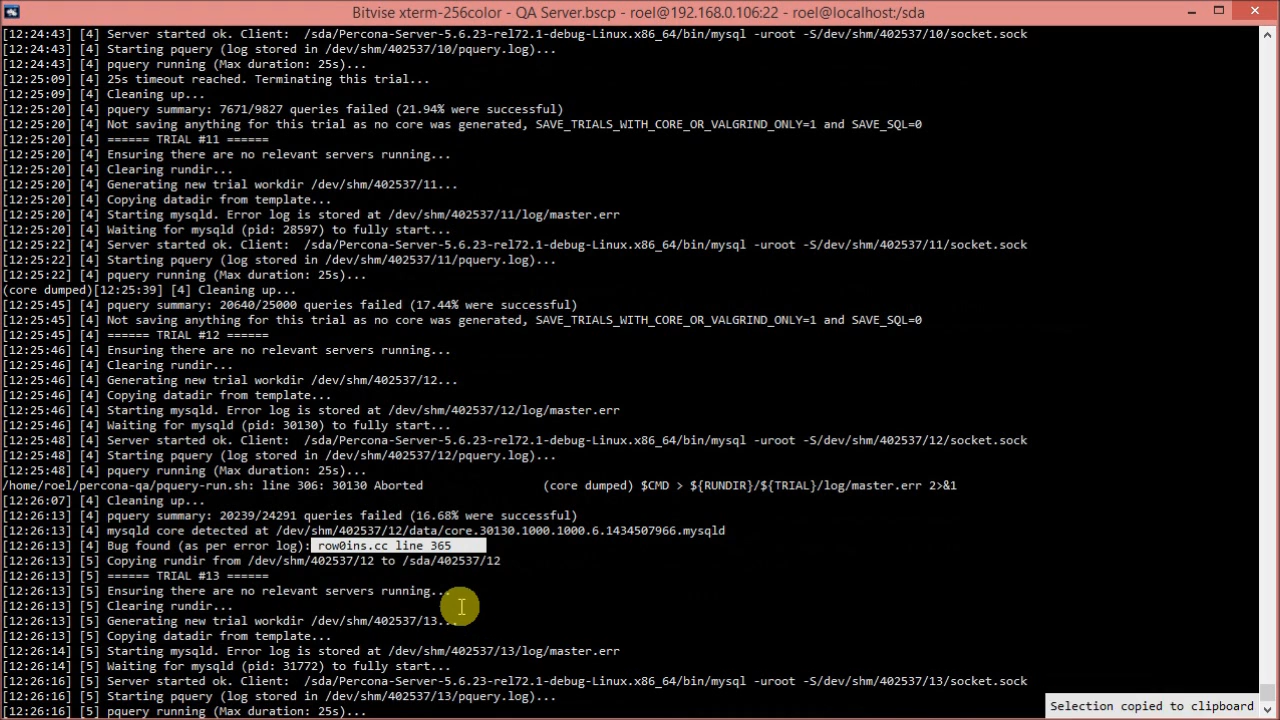 Bitvise xterm-256color - QA Server.bscp - roel@192.168.0.106:22 - roel@localhost:/sda
[12:24:43] [4] Server started ok. Client:  /sda/Percona-Server-5.6.23-rel72.1-debug-Linux.x86_64/bin/mysql -uroot -S/dev/shm/402537/10/socket.sock
[12:24:43] [4] Starting pquery (log stored in /dev/shm/402537/10/pquery.log)...
[12:24:43] [4] pquery running (Max duration: 25s)...
[12:25:09] [4] 25s timeout reached. Terminating this trial...
[12:25:09] [4] Cleaning up...
[12:25:20] [4] pquery summary: 7671/9827 queries failed (21.94% were successful)
[12:25:20] [4] Not saving anything for this trial as no core was generated, SAVE_TRIALS_WITH_CORE_OR_VALGRIND_ONLY=1 and SAVE_SQL=0
[12:25:20] [4] ====== TRIAL #11 ======
[12:25:20] [4] Ensuring there are no relevant servers running...
[12:25:20] [4] Clearing rundir...
[12:25:20] [4] Generating new trial workdir /dev/shm/402537/11...
[12:25:20] [4] Copying datadir from template...
[12:25:20] [4] Starting mysqld. Error log is stored at /dev/shm/402537/11/log/master.err
[12:25:20] [4] Waiting for mysqld (pid: 28597) to fully start...
[12:25:22] [4] Server started ok. Client:  /sda/Percona-Server-5.6.23-rel72.1-debug-Linux.x86_64/bin/mysql -uroot -S/dev/shm/402537/11/socket.sock
[12:25:22] [4] Starting pquery (log stored in /dev/shm/402537/11/pquery.log)...
[12:25:22] [4] pquery running (Max duration: 25s)...
(core dumped)[12:25:39] [4] Cleaning up...
[12:25:45] [4] pquery summary: 20640/25000 queries failed (17.44% were successful)
[12:25:45] [4] Not saving anything for this trial as no core was generated, SAVE_TRIALS_WITH_CORE_OR_VALGRIND_ONLY=1 and SAVE_SQL=0
[12:25:45] [4] ====== TRIAL #12 ======
[12:25:46] [4] Ensuring there are no relevant servers running...
[12:25:46] [4] Clearing rundir...
[12:25:46] [4] Generating new trial workdir /dev/shm/402537/12...
[12:25:46] [4] Copying datadir from template...
[12:25:46] [4] Starting mysqld. Error log is stored at /dev/shm/402537/12/log/master.err
[12:25:46] [4] Waiting for mysqld (pid: 30130) to fully start...
[12:25:48] [4] Server started ok. Client:  /sda/Percona-Server-5.6.23-rel72.1-debug-Linux.x86_64/bin/mysql -uroot -S/dev/shm/402537/12/socket.sock
[12:25:48] [4] Starting pquery (log stored in /dev/shm/402537/12/pquery.log)...
[12:25:48] [4] pquery running (Max duration: 25s)...
/home/roel/percona-qa/pquery-run.sh: line 306: 30130 Aborted             (core dumped) $CMD > ${RUNDIR}/${TRIAL}/log/master.err 2>&1
[12:26:07] [4] Cleaning up...
[12:26:13] [4] pquery summary: 20239/24291 queries failed (16.68% were successful)
[12:26:13] [4] mysqld core detected at /dev/shm/402537/12/data/core.30130.1000.1000.6.1434507966.mysqld
[12:26:13] [4] Bug found (as per error log): row0ins.cc line 365
[12:26:13] [5] Copying rundir from /dev/shm/402537/12 to /sda/402537/12
[12:26:13] [5] ====== TRIAL #13 ======
[12:26:13] [5] Ensuring there are no relevant servers running...
[12:26:13] [5] Clearing rundir...
[12:26:13] [5] Generating new trial workdir /dev/shm/402537/13...
[12:26:13] [5] Copying datadir from template...
[12:26:14] [5] Starting mysqld. Error log is stored at /dev/shm/402537/13/log/master.err
[12:26:14] [5] Waiting for mysqld (pid: 31772) to fully start...
[12:26:16] [5] Server started ok. Client:  /sda/Percona-Server-5.6.23-rel72.1-debug-Linux.x86_64/bin/mysql -uroot -S/dev/shm/402537/13/socket.sock
[12:26:16] [5] Starting pquery (log stored in /dev/shm/402537/13/pquery.log)...
[12:26:16] [5] pquery running (Max duration: 25s)...
Selection copied to clipboard